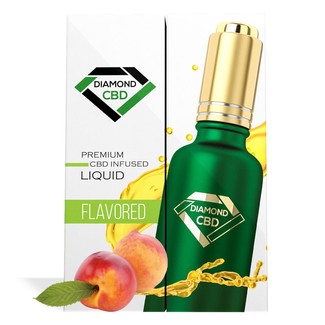 DIAMOND
CBD
PREMIUM
CBD INFUSED
LIQUID
FLAVORED
DIAMOND
CBD